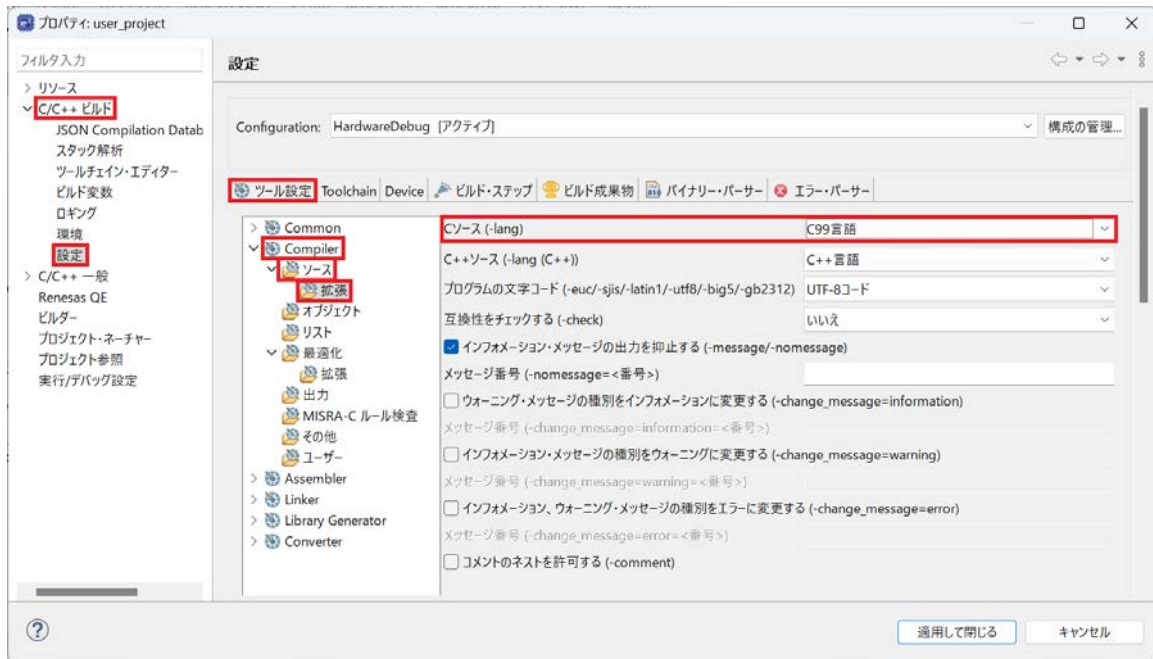 プロパティ: user_project
フィルタ入力
設定
リソース
C/C++ ビルド
JSON Compilation Datab
スタック解析
ツールチェイン・エディター
ビルド変数
ロギング
環境
設定
C/C++ 一般
Renesas QE
ビルダー
プロジェクト・ネーチャー
プロジェクト参照
実行/デバッグ設定
Configuration: HardwareDebug [アクティブ] 構成の管理...
ツール設定 Toolchain Device ビルド・ステップ ビルド成果物 バイナリー・パーサー エラー・パーサー
Common
Compiler
ソース
拡張
オブジェクト
リスト
最適化
拡張
出力
MISRA-C ルール検査
その他
ユーザー
Assembler
Linker
Library Generator
Converter
Cソース (-lang) C99言語
C++ソース (-lang (C++)) C++言語
プログラムの文字コード (-euc/-sjis/-latin1/-utf8/-big5/-gb2312) UTF-8コード
互換性をチェックする (-check) いいえ
インフォメーション・メッセージの出力を抑止する (-message/-nomessage)
メッセージ番号 (-nomessage=<番号>)
ウォーニング・メッセージの種別をインフォメーションに変更する (-change_message=information)
メッセージ番号 (-change_message=information=<番号>)
インフォメーション・メッセージの種別をウォーニングに変更する (-change_message=warning)
メッセージ番号 (-change_message=warning=<番号>)
インフォメーション、ウォーニング・メッセージの種別をエラーに変更する (-change_message=error)
メッセージ番号 (-change_message=error=<番号>)
コメントのネストを許可する (-comment)
適用して閉じる キャンセル